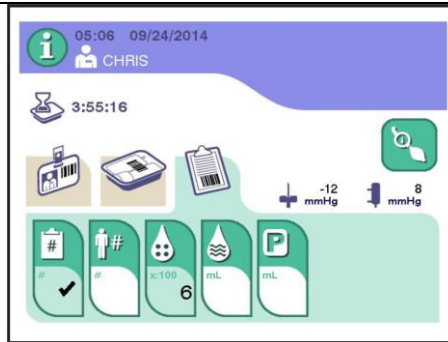 i
05:06 09/24/2014
CHRIS
3:55:16
-12
mmHg
8
mmHg
#
#
#
#
x:100
6
mL
P
mL